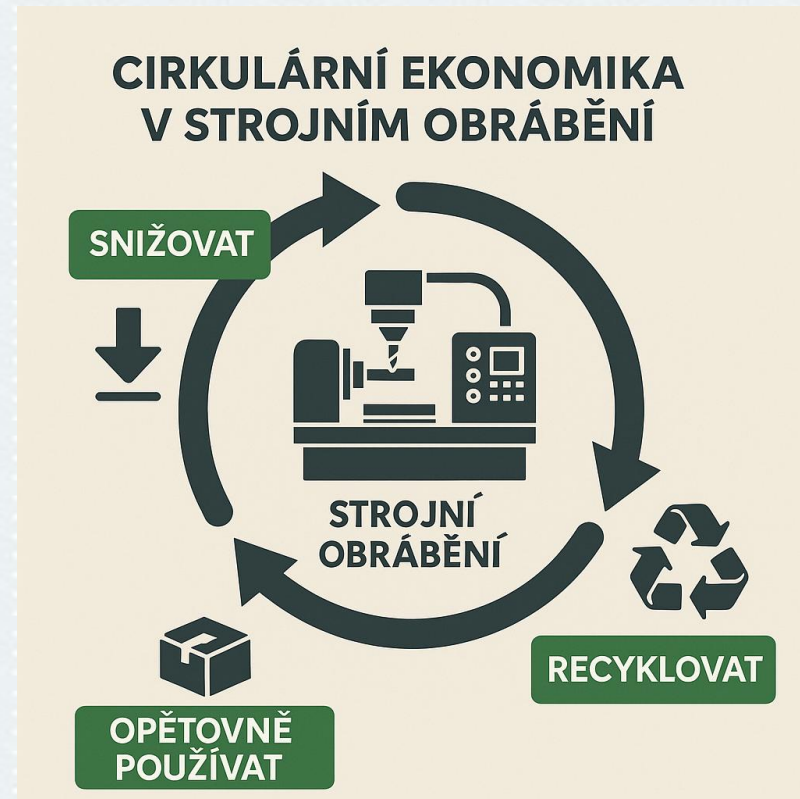 CIRKULÁRNÍ EKONOMIKA
V STROJNÍM OBRÁBĚNÍ
SNIŽOVAT
STROJNÍ
OBRÁBĚNÍ
RECYKLOVAT
OPĚTOVNĚ
POUŽÍVAT